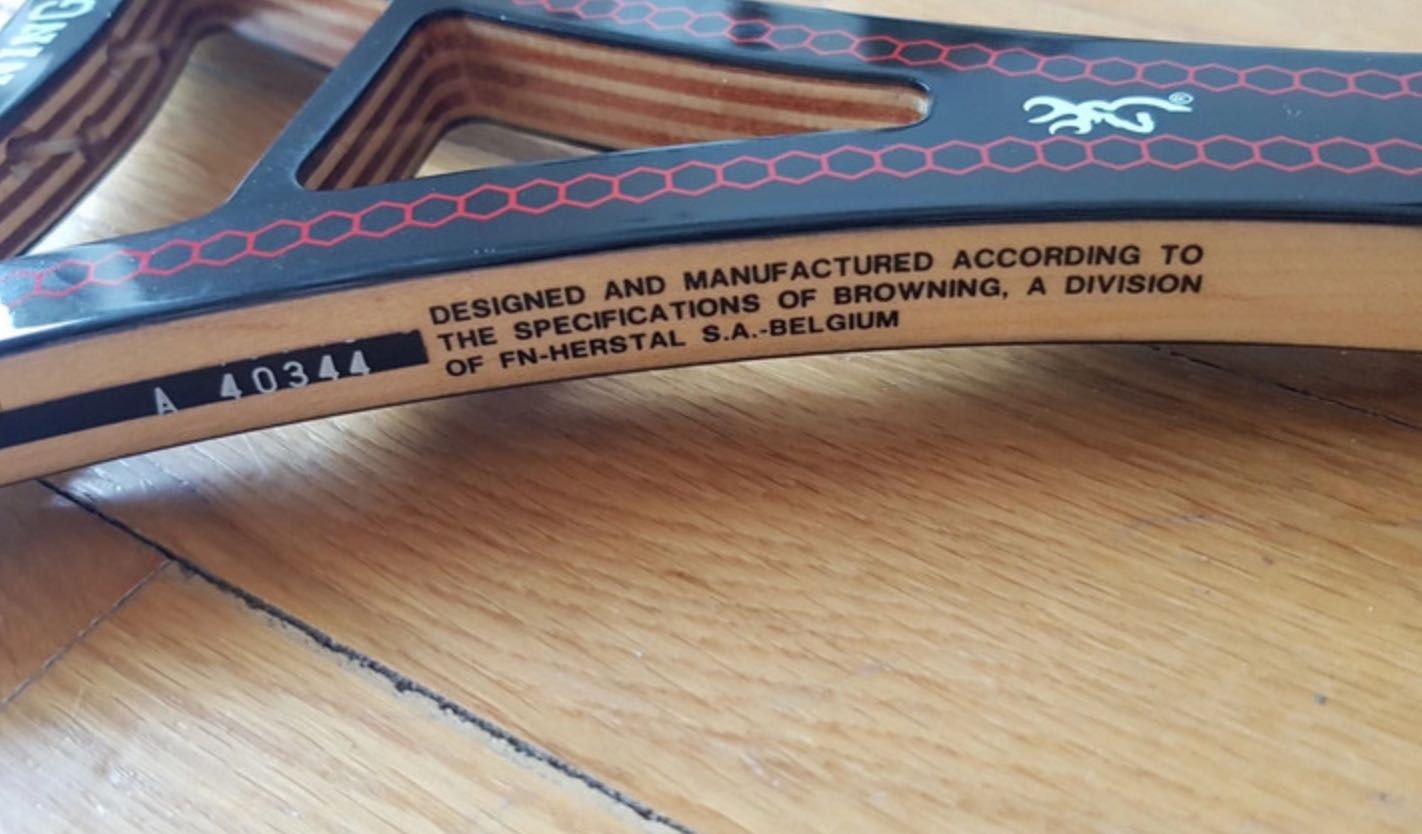 DESIGNED AND MANUFACTURED ACCORDING TO
THE SPECIFICATIONS OF BROWNING, A DIVISION
OF FN-HERSTAL S.A.-BELGIUM
A 40344
®